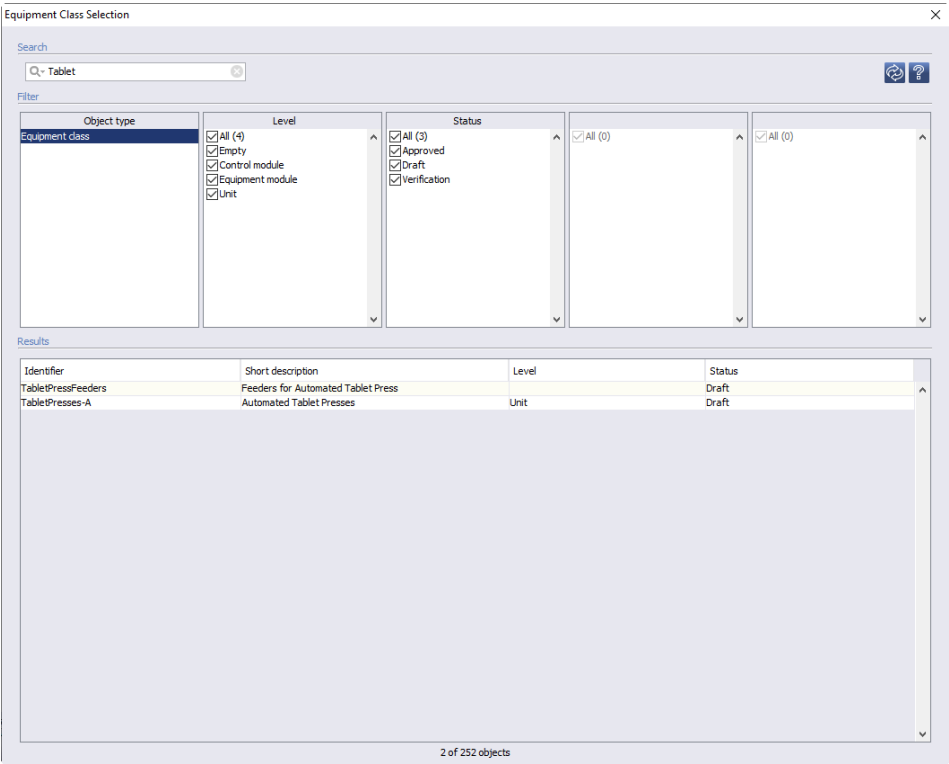 Equipment Class Selection
Search
Tablet
Filter
Object type Level Status
Equipment class All (4) All (3) All (0) All (0)
Empty Approved
Control module Draft
Equipment module Verification
Unit
Results
Identifier Short description Level Status
TabletPressFeeders Feeders for Automated Tablet Press Draft
TabletPresses-A Automated Tablet Presses Unit Draft
2 of 252 objects